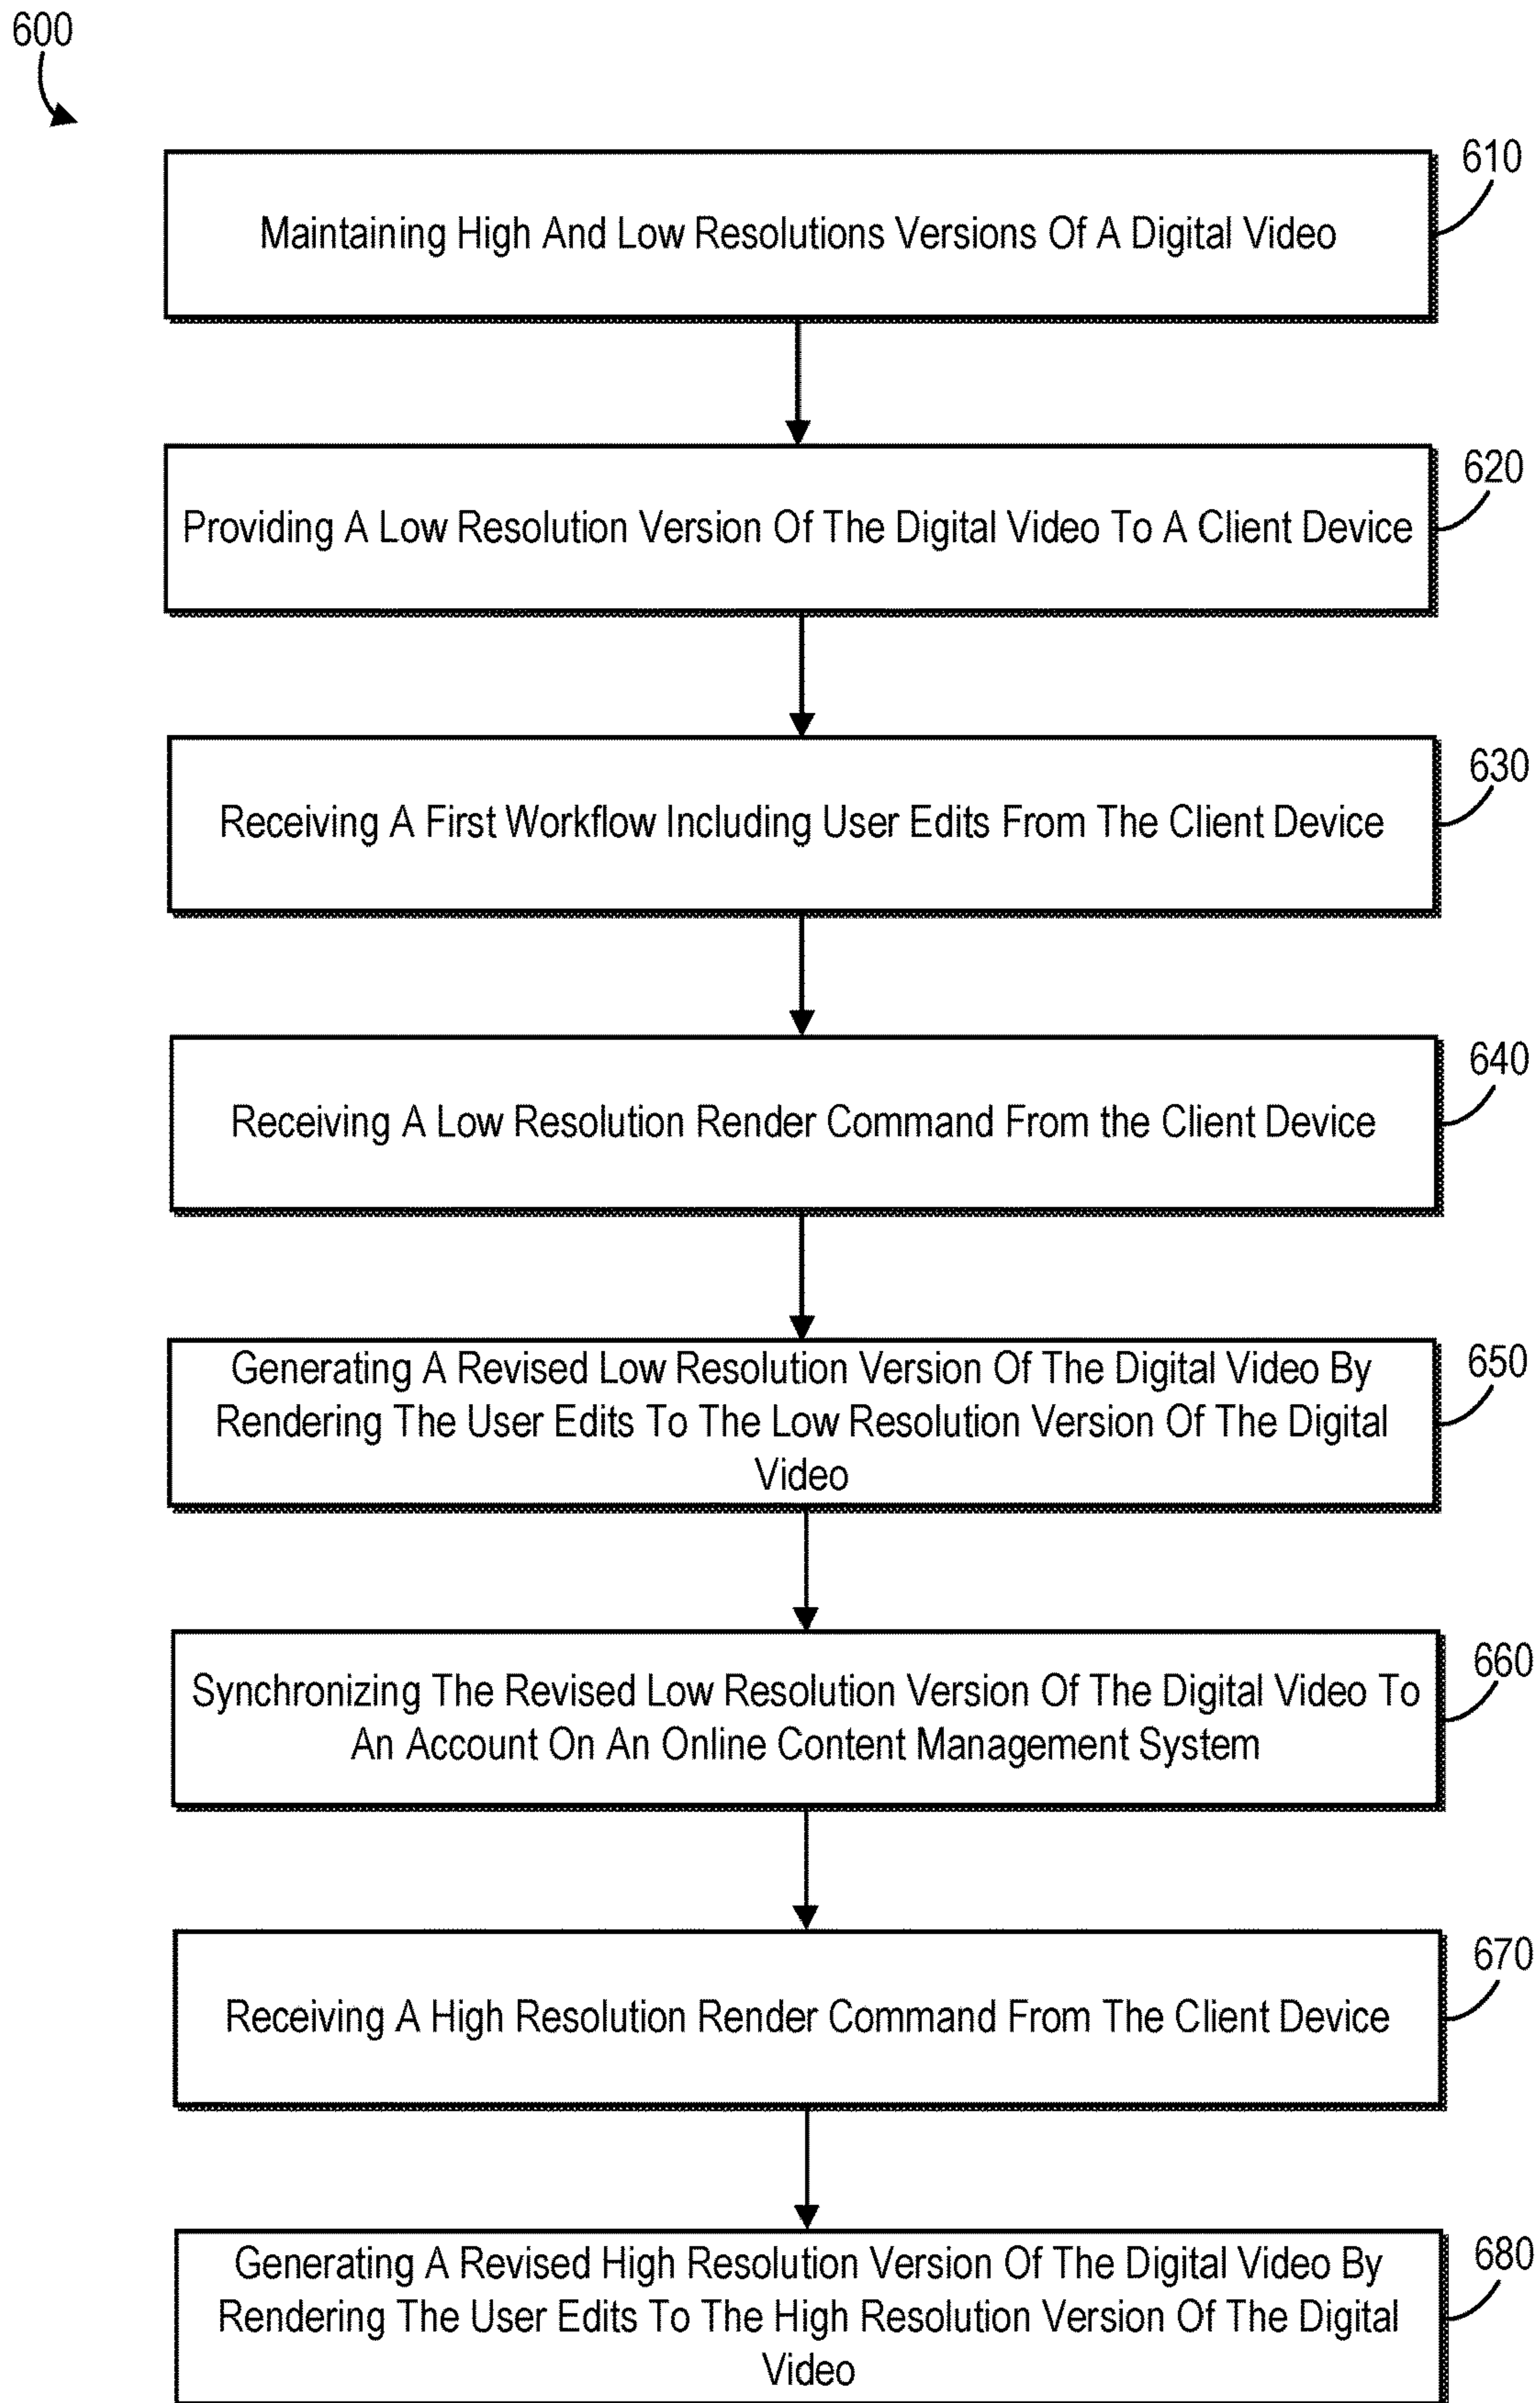 600
610
Maintaining High And Low Resolutions Versions Of A Digital Video
620
Providing A Low Resolution Version Of The Digital Video To A Client Device
630
Receiving A First Workflow Including User Edits From The Client Device
640
Receiving A Low Resolution Render Command From the Client Device
650
Generating A Revised Low Resolution Version Of The Digital Video By
Rendering The User Edits To The Low Resolution Version Of The Digital
Video
660
Synchronizing The Revised Low Resolution Version Of The Digital Video To
An Account On An Online Content Management System
670
Receiving A High Resolution Render Command From The Client Device
680
Generating A Revised High Resolution Version Of The Digital Video By
Rendering The User Edits To The High Resolution Version Of The Digital
Video